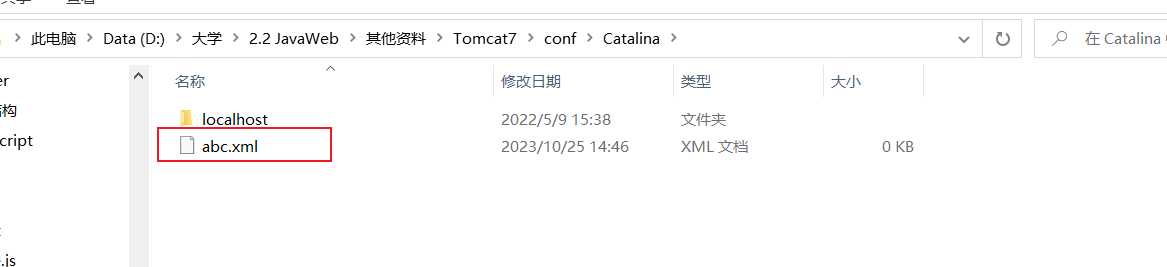 此电脑 > Data (D:) > 大学 > 2.2 JavaWeb > 其他资料 > Tomcat7 > conf > Catalina >
在 Catalina
名称 修改日期 类型 大小
localhost 2022/5/9 15:38 文件夹
abc.xml 2023/10/25 14:46 XML 文档 0 KB
er
结构
cript
e.js